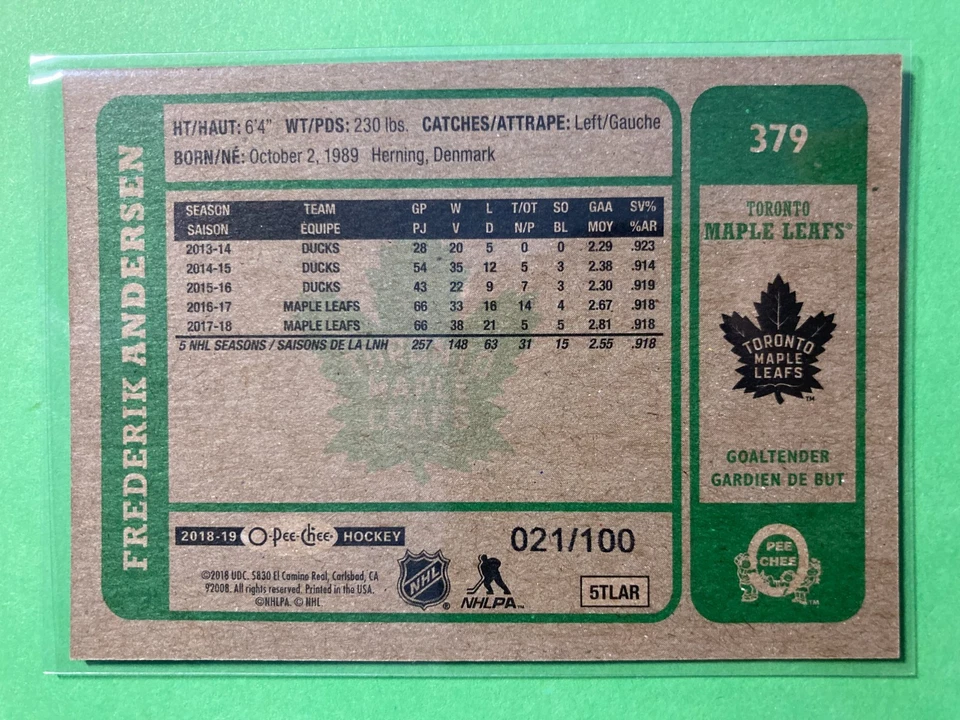 FREDERIK ANDERSEN
HT/HAUT: 6'4" WT/PDS: 230 lbs. CATCHES/ATTRAPE: Left/Gauche
BORN/NÉ: October 2, 1989 Herning, Denmark
SEASON TEAM GP W L T/OT SO GAA SV%
SAISON ÉQUIPE PJ V D N/P BL MOY %AR
2013-14 DUCKS 28 20 5 0 0 2.29 .923
2014-15 DUCKS 54 35 12 5 3 2.38 .914
2015-16 DUCKS 43 22 9 7 3 2.30 .919
2016-17 MAPLE LEAFS 66 33 16 14 4 2.67 .918
2017-18 MAPLE LEAFS 66 38 21 5 5 2.81 .918
5 NHL SEASONS / SAISONS DE LA LNH 257 148 63 31 15 2.55 .918
TORONTO
MAPLE
LEAFS
2018-19 O-Pee-Chee HOCKEY
021/100
©2018 UDC. 5830 El Camino Real, Carlsbad, CA
92008. All rights reserved. Printed in the USA.
©NHLPA. © NHL
NHL ®
NHLPA™
5TLAR
379
TORONTO
MAPLE LEAFS®
TORONTO
MAPLE
LEAFS
™
GOALTENDER
GARDIEN DE BUT
PEE
CHEE
™